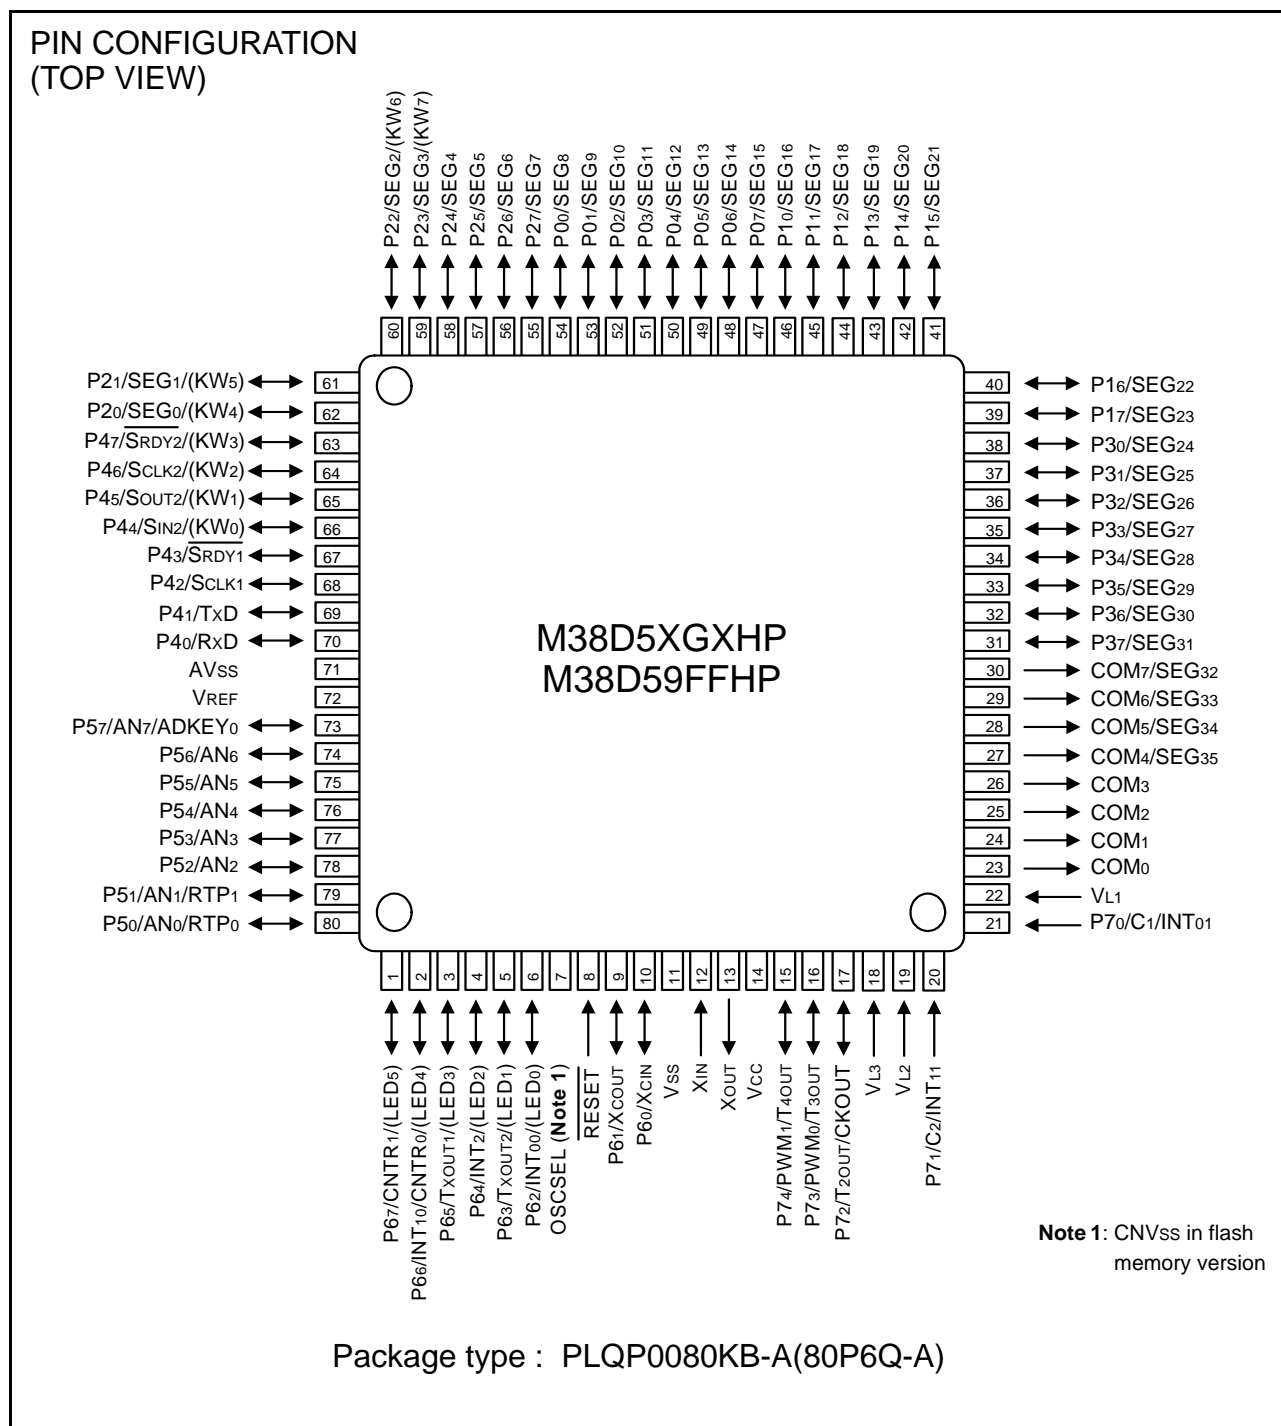 PIN CONFIGURATION
(TOP VIEW)
P22/SEG2/(KW6)
P23/SEG3/(KW7)
P24/SEG4
P25/SEG5
P26/SEG6
P27/SEG7
P00/SEG8
P01/SEG9
P02/SEG10
P03/SEG11
P04/SEG12
P05/SEG13
P06/SEG14
P07/SEG15
P10/SEG16
P11/SEG17
P12/SEG18
P13/SEG19
P14/SEG20
P15/SEG21
60
59
58
57
56
55
54
53
52
51
50
49
48
47
46
45
44
43
42
41
P21/SEG1/(KW5) 61
P20/SEG0/(KW4) 62
P47/SRDY2/(KW3) 63
P46/SCLK2/(KW2) 64
P45/SOUT2/(KW1) 65
P44/SIN2/(KW0) 66
P43/SRDY1 67
P42/SCLK1 68
P41/TXD 69
P40/RXD 70
AVSS 71
VREF 72
P57/AN7/ADKEY0 73
P56/AN6 74
P55/AN5 75
P54/AN4 76
P53/AN3 77
P52/AN2 78
P51/AN1/RTP1 79
P50/AN0/RTP0 80
M38D5XGXHP
M38D59FFHP
40 P16/SEG22
39 P17/SEG23
38 P30/SEG24
37 P31/SEG25
36 P32/SEG26
35 P33/SEG27
34 P34/SEG28
33 P35/SEG29
32 P36/SEG30
31 P37/SEG31
30 COM7/SEG32
29 COM6/SEG33
28 COM5/SEG34
27 COM4/SEG35
26 COM3
25 COM2
24 COM1
23 COM0
22 VL1
21 P70/C1/INT01
1
2
3
4
5
6
7
8
9
10
11
12
13
14
15
16
17
18
19
20
P67/CNTR1/(LED5)
P66/INT10/CNTR0/(LED4)
P65/TXOUT1/(LED3)
P64/INT2/(LED2)
P63/TXOUT2/(LED1)
P62/INT00/(LED0)
OSCSEL (Note 1)
RESET
P61/XCOUT
P60/XCIN
VSS
XIN
XOUT
VCC
P74/PWM1/T4OUT
P73/PWM0/T3OUT
P72/T2OUT/CKOUT
VL3
VL2
P71/C2/INT11
Note 1: CNVSS in flash
memory version
Package type : PLQP0080KB-A(80P6Q-A)